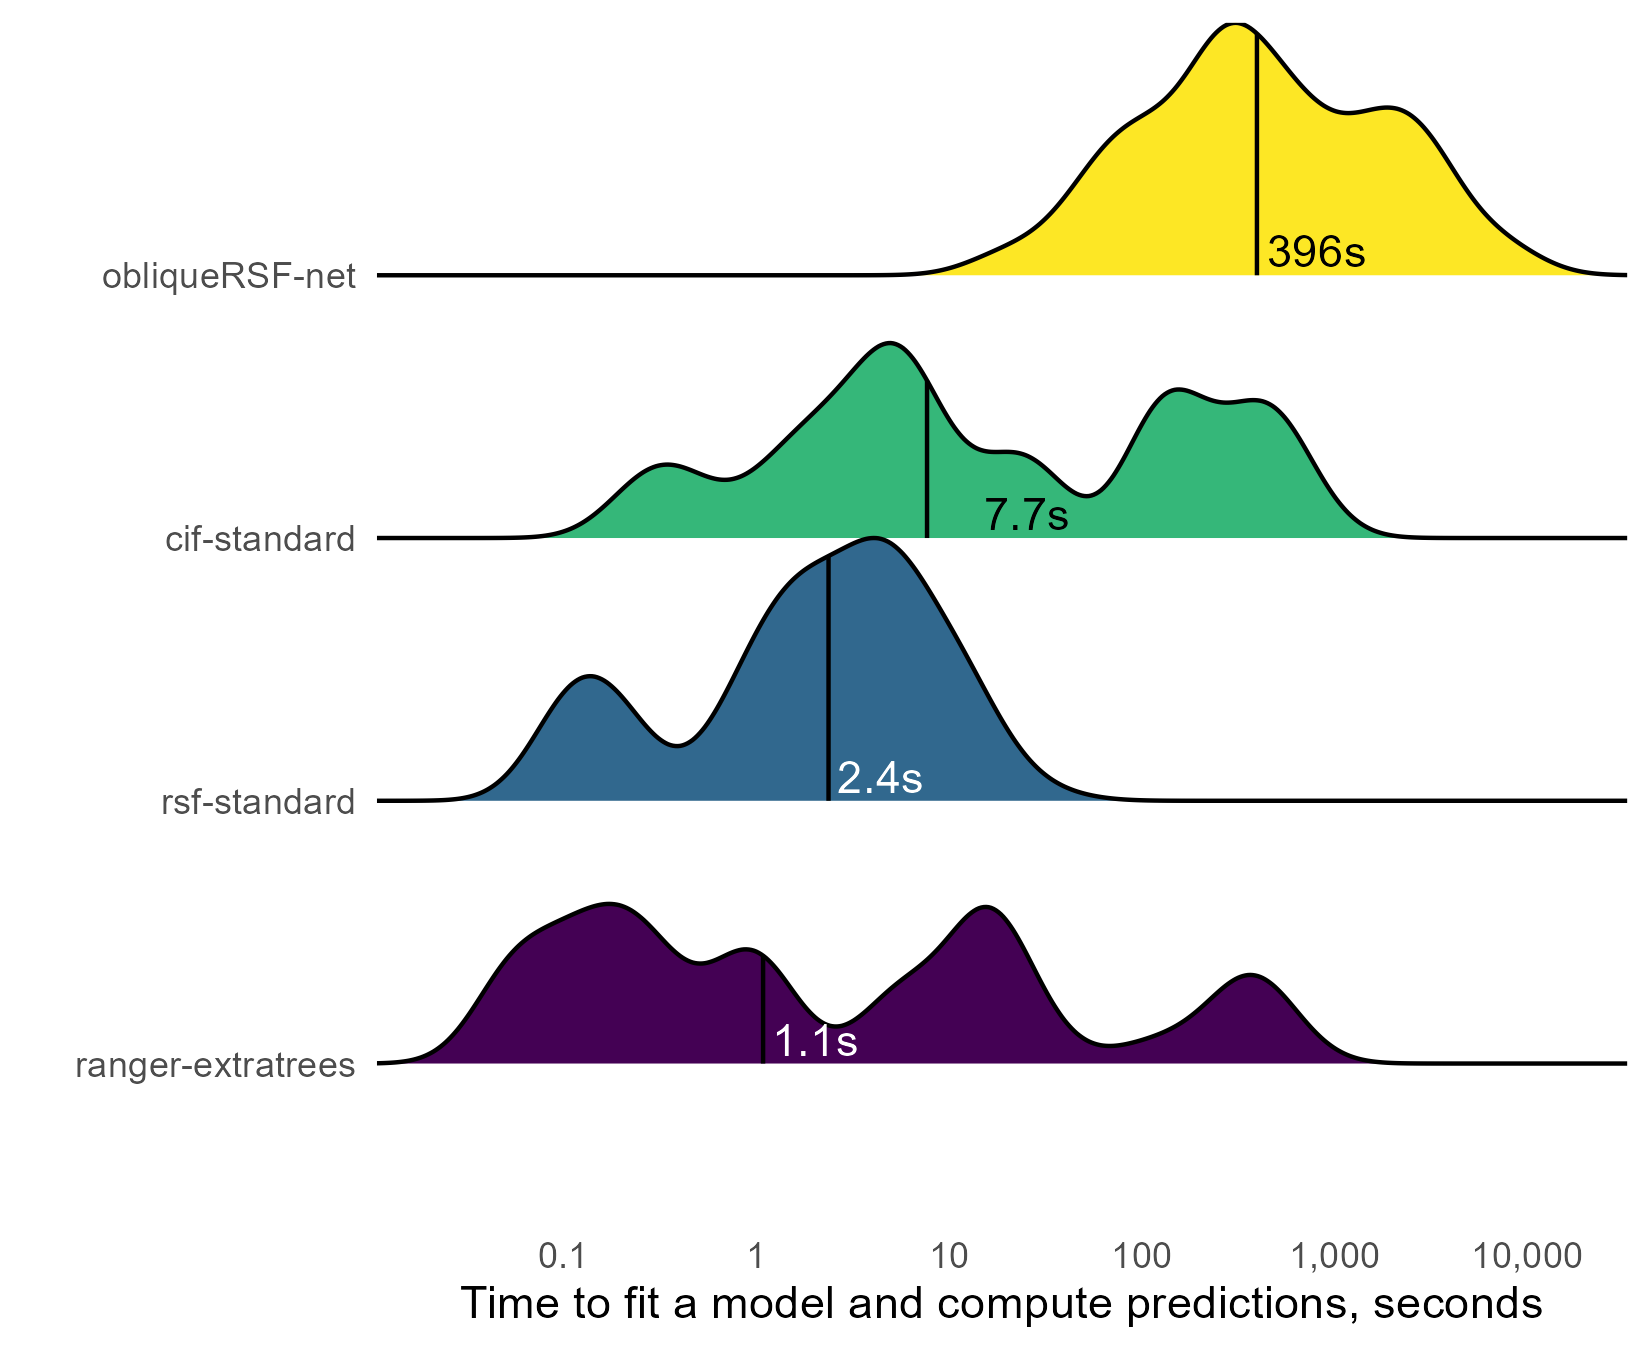 396s
obliqueRSF-net
7.7s
cif-standard
2.4s
rsf-standard
1.1s
ranger-extratrees
0.1 1 10 100 1,000 10,000
Time to fit a model and compute predictions, seconds